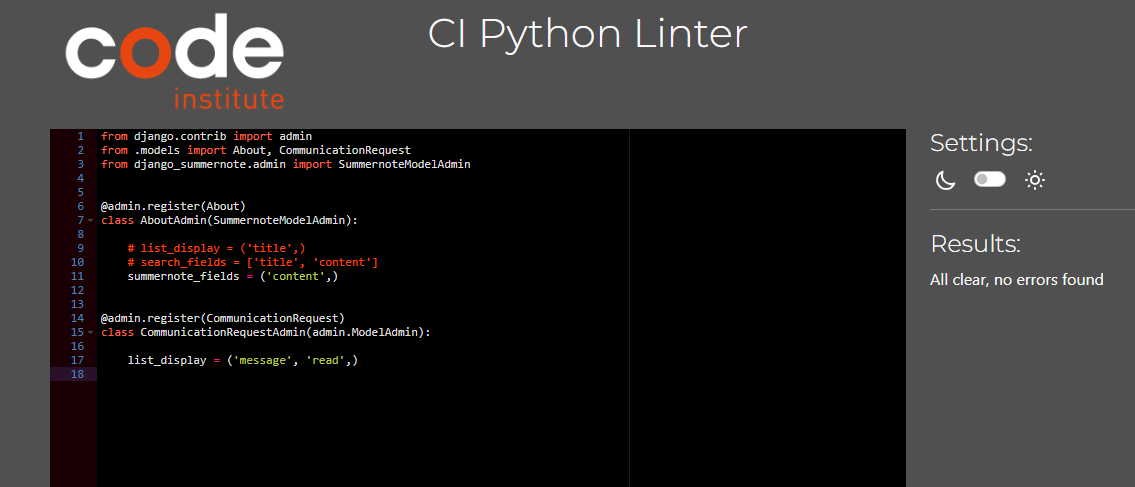 code
institute
CI Python Linter
1 from django.contrib import admin
2 from .models import About, CommunicationRequest
3 from django_summernote.admin import SummernoteModelAdmin
4
5
6 @admin.register(About)
7 class AboutAdmin(SummernoteModelAdmin):
8
9     # list_display = ('title',)
10     # search_fields = ['title', 'content']
11     summernote_fields = ('content',)
12
13
14 @admin.register(CommunicationRequest)
15 class CommunicationRequestAdmin(admin.ModelAdmin):
16
17     list_display = ('message', 'read',)
18
Settings:
Results:
All clear, no errors found